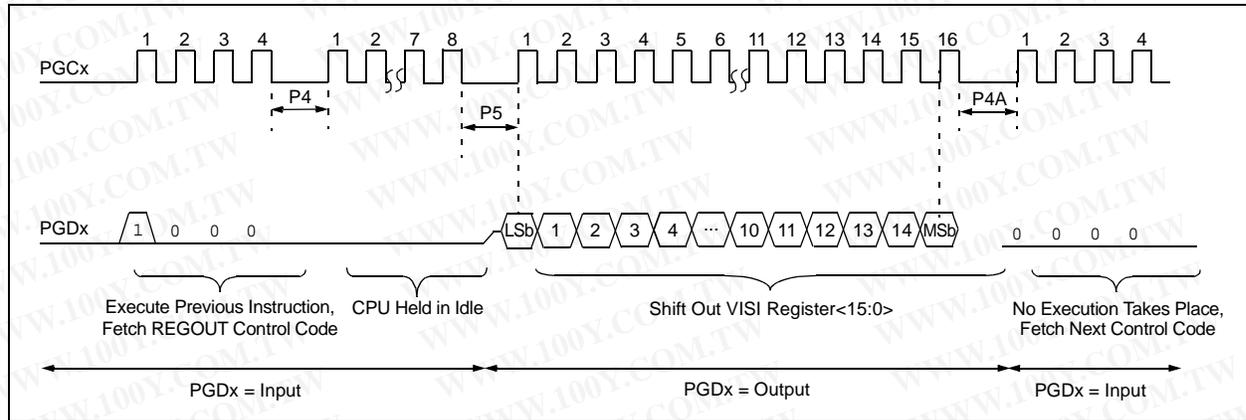 1 2 3 4 1 2 7 8 1 2 3 4 5 6 11 12 13 14 15 16 1 2 3 4
PGCx
P4
P5
P4A
PGDx
1 0 0 0
LSb 1 2 3 4 ... 10 11 12 13 14 MSb
0 0 0 0
Execute Previous Instruction,
Fetch REGOUT Control Code
CPU Held in Idle
Shift Out VISI Register<15:0>
No Execution Takes Place,
Fetch Next Control Code
PGDx = Input
PGDx = Output
PGDx = Input
WWW.100Y.COM.TW